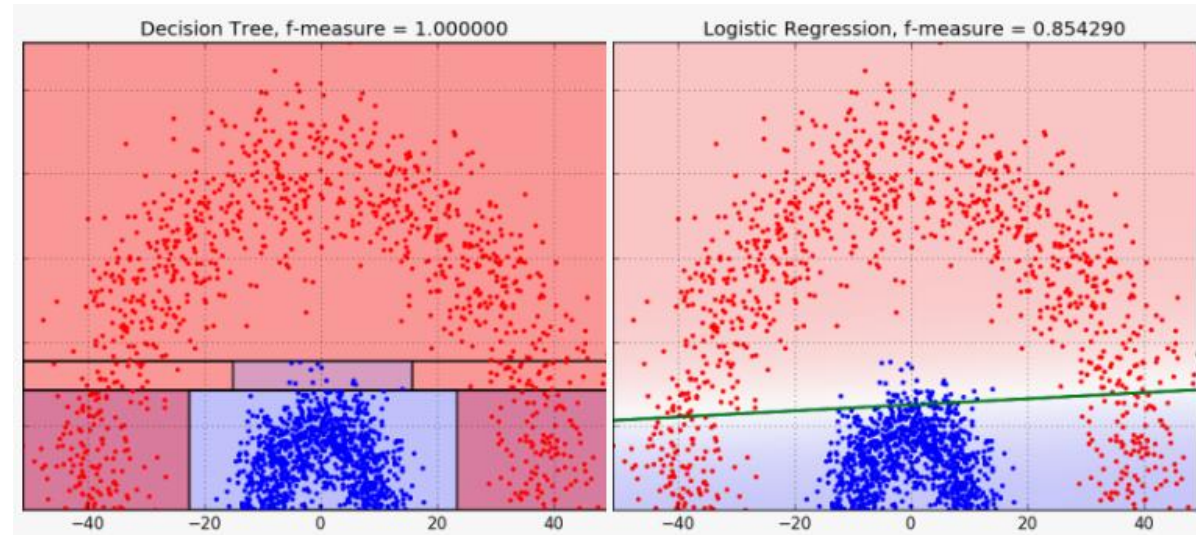 Decision Tree, f-measure = 1.000000
Logistic Regression, f-measure = 0.854290
−40 −20 0 20 40
−40 −20 0 20 40